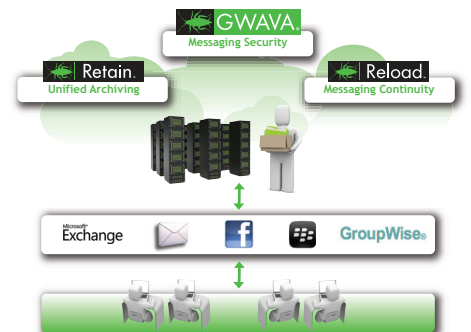 GWAVA.
Messaging Security
Retain.
Unified Archiving
Reload.
Messaging Continuity
Microsoft®
Exchange
GroupWise®